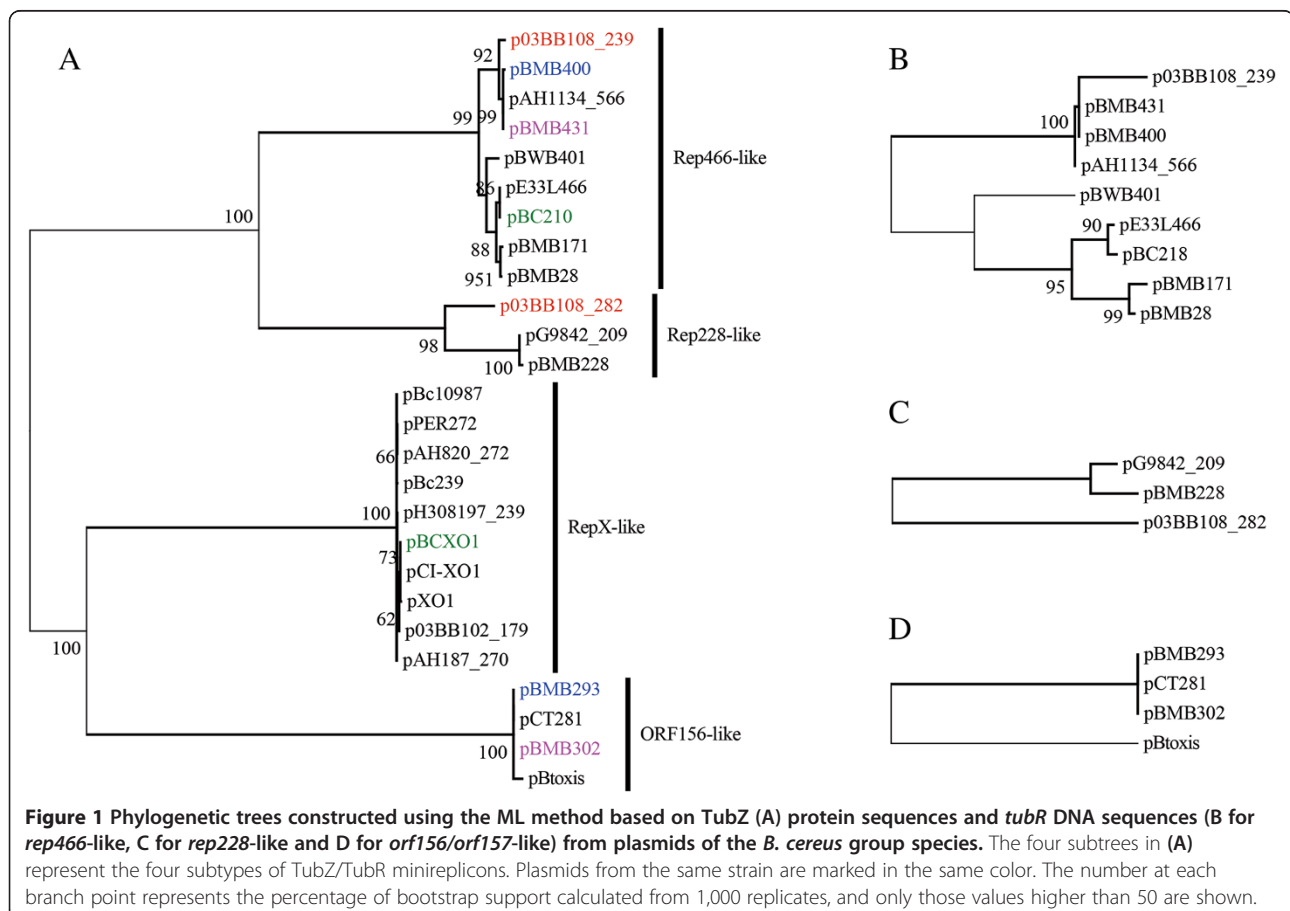 A
92
p03BB108_239
pBMB400
pAH1134_566
99 99
pBMB431
pBWB401
86
pE33L466
pBC210
88
pBMB171
951
pBMB28
Rep466-like
100
p03BB108_282
pG9842_209
98
100
pBMB228
Rep228-like
pBc10987
pPER272
66
pAH820_272
pBc239
100
pH308197_239
pBCXO1
73
pCI-XO1
pXO1
62
p03BB102_179
pAH187_270
RepX-like
100
pBMB293
pCT281
100
pBMB302
pBtoxis
ORF156-like
B
p03BB108_239
pBMB431
100
pBMB400
pAH1134_566
pBWB401
90
pE33L466
pBC218
95
pBMB171
99
pBMB28
C
pG9842_209
pBMB228
p03BB108_282
D
pBMB293
pCT281
pBMB302
pBtoxis
Figure 1 Phylogenetic trees constructed using the ML method based on TubZ (A) protein sequences and tubR DNA sequences (B for
rep466-like, C for rep228-like and D for orf156/orf157-like) from plasmids of the B. cereus group species. The four subtrees in (A)
represent the four subtypes of TubZ/TubR minireplicons. Plasmids from the same strain are marked in the same color. The number at each
branch point represents the percentage of bootstrap support calculated from 1,000 replicates, and only those values higher than 50 are shown.